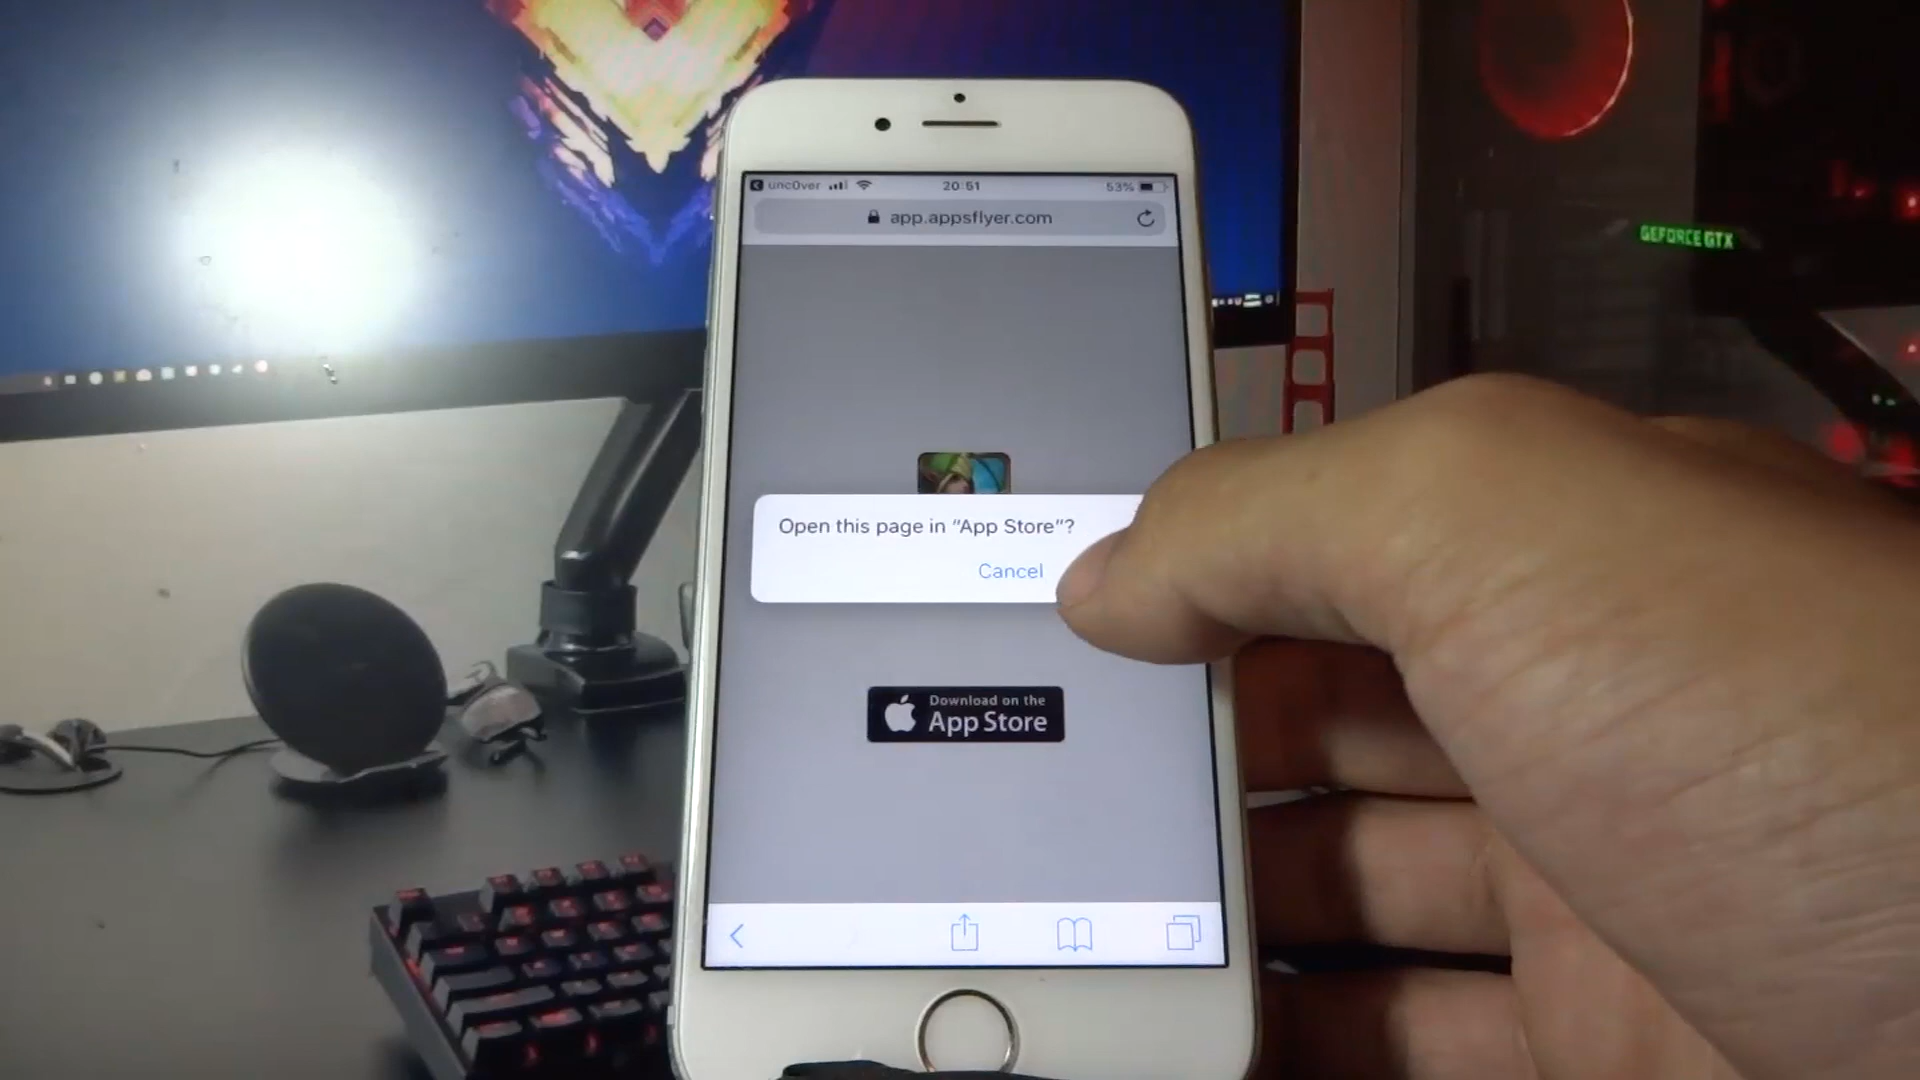 unc0ver
20:51
53%
app.appsflyer.com
Open this page in “App Store”?
Cancel
Download on the
App Store
GEFORCE GTX